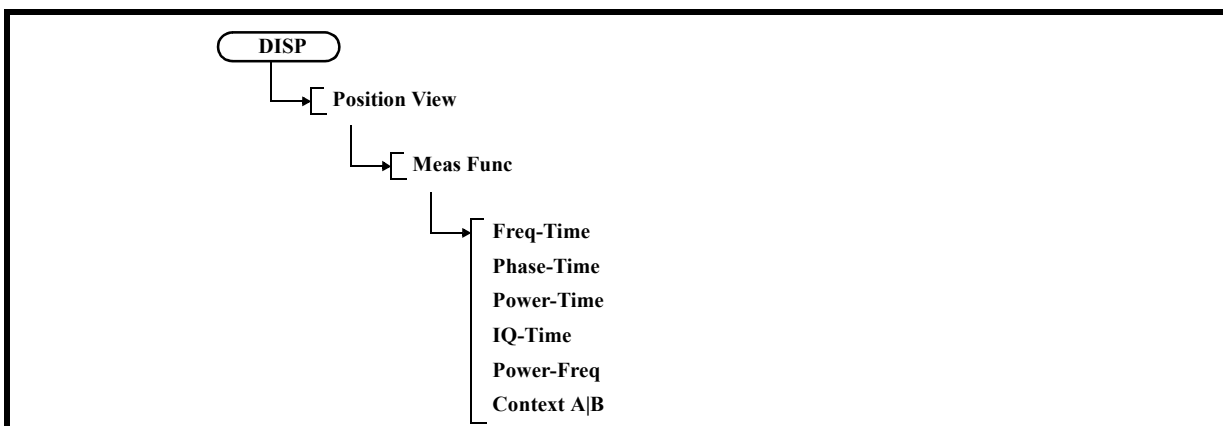 DISP
Position View
Meas Func
Freq-Time
Phase-Time
Power-Time
IQ-Time
Power-Freq
Context A|B